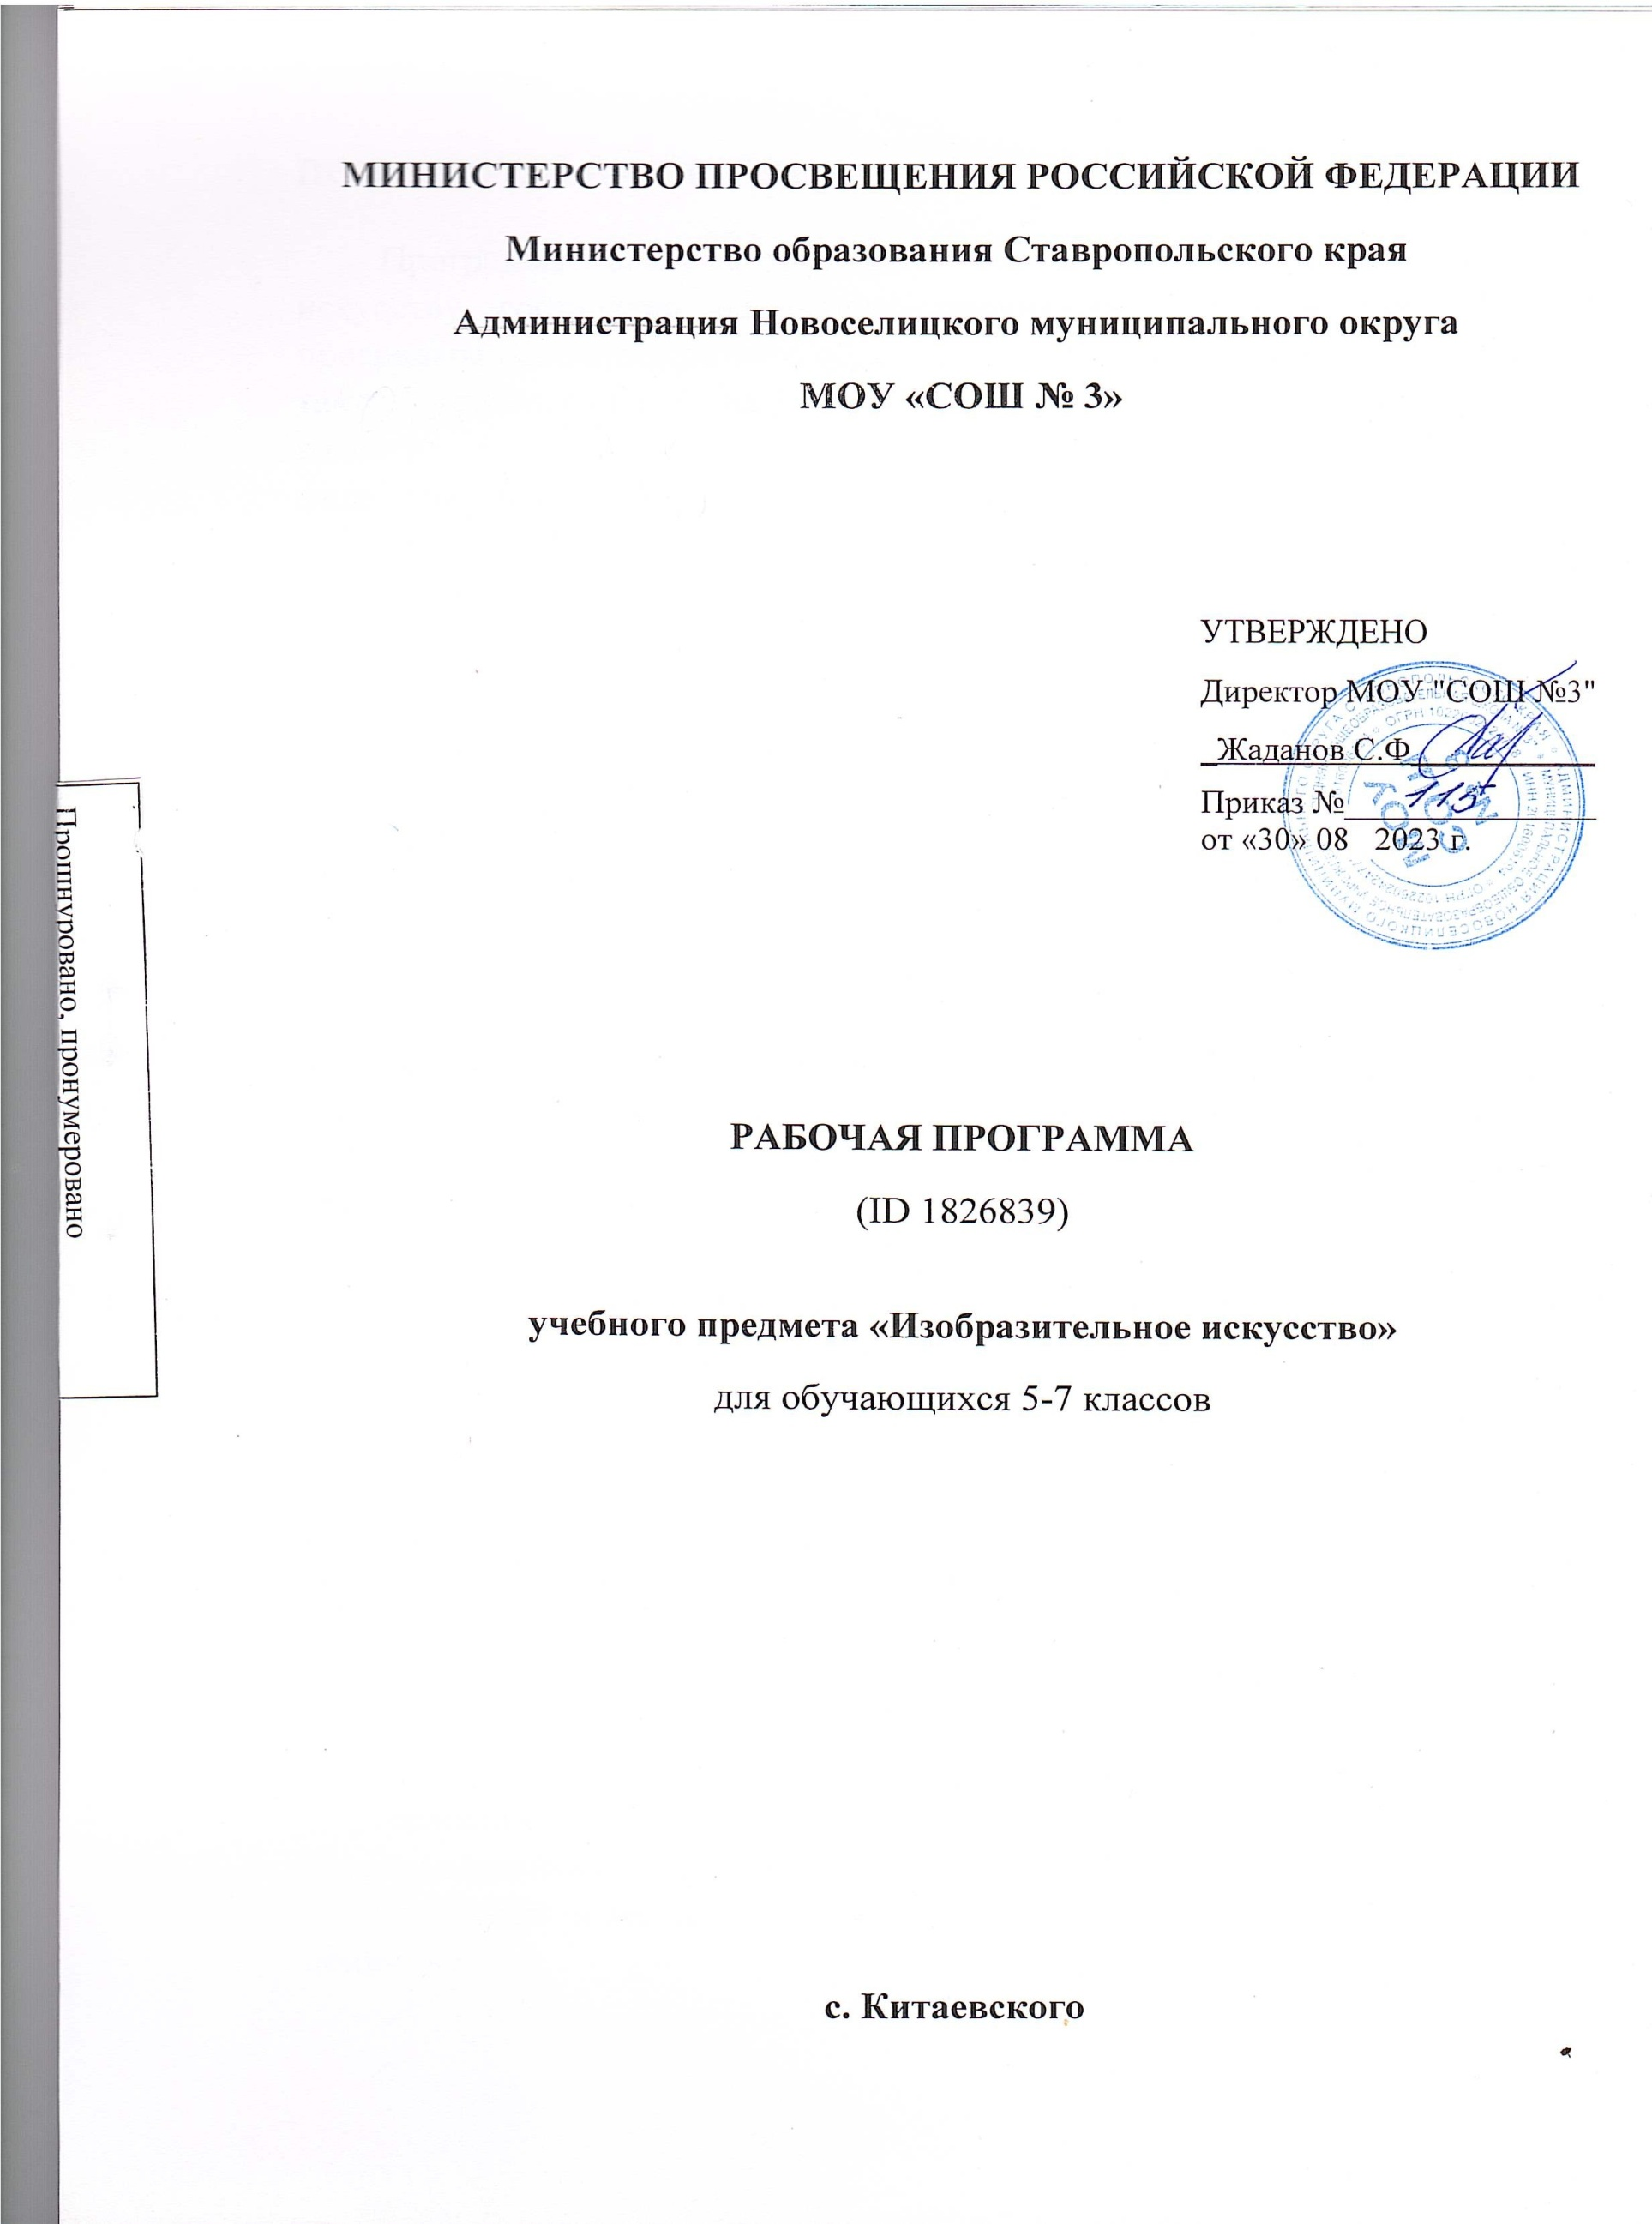 МИНИСТЕРСТВО ПРОСВЕЩЕНИЯ РОССИЙСКОЙ ФЕДЕРАЦИИ
Министерство образования Ставропольского края
Администрация Новоселицкого муниципального округа
МОУ «СОШ № 3»
УТВЕРЖДЕНО
Директор МОУ "СОШ №3"
Жаданов С.Ф
Приказ № 115
от «30» 08 2023 г.
Прошнуровано, пронумеровано
РАБОЧАЯ ПРОГРАММА
(ID 1826839)
учебного предмета «Изобразительное искусство»
для обучающихся 5-7 классов
с. Китаевского